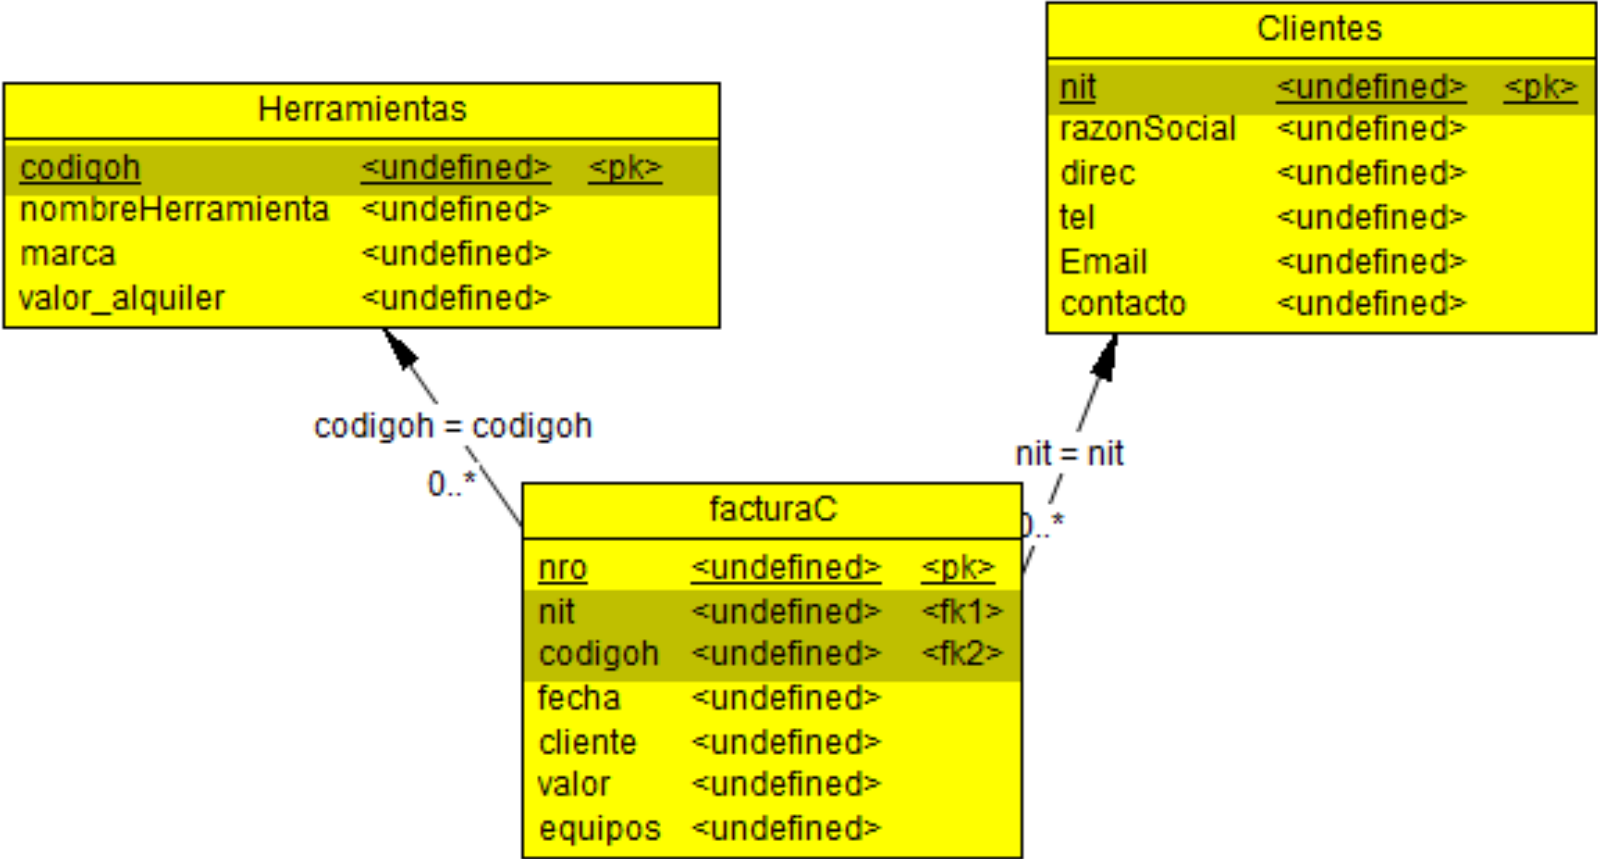 Herramientas
codigoh <undefined> <pk>
nombreHerramienta <undefined>
marca <undefined>
valor_alquiler <undefined>
Clientes
nit <undefined> <pk>
razonSocial <undefined>
direc <undefined>
tel <undefined>
Email <undefined>
contacto <undefined>
codigoh = codigoh
0..*
nit = nit
0..*
facturaC
nro <undefined> <pk>
nit <undefined> <fk1>
codigoh <undefined> <fk2>
fecha <undefined>
cliente <undefined>
valor <undefined>
equipos <undefined>